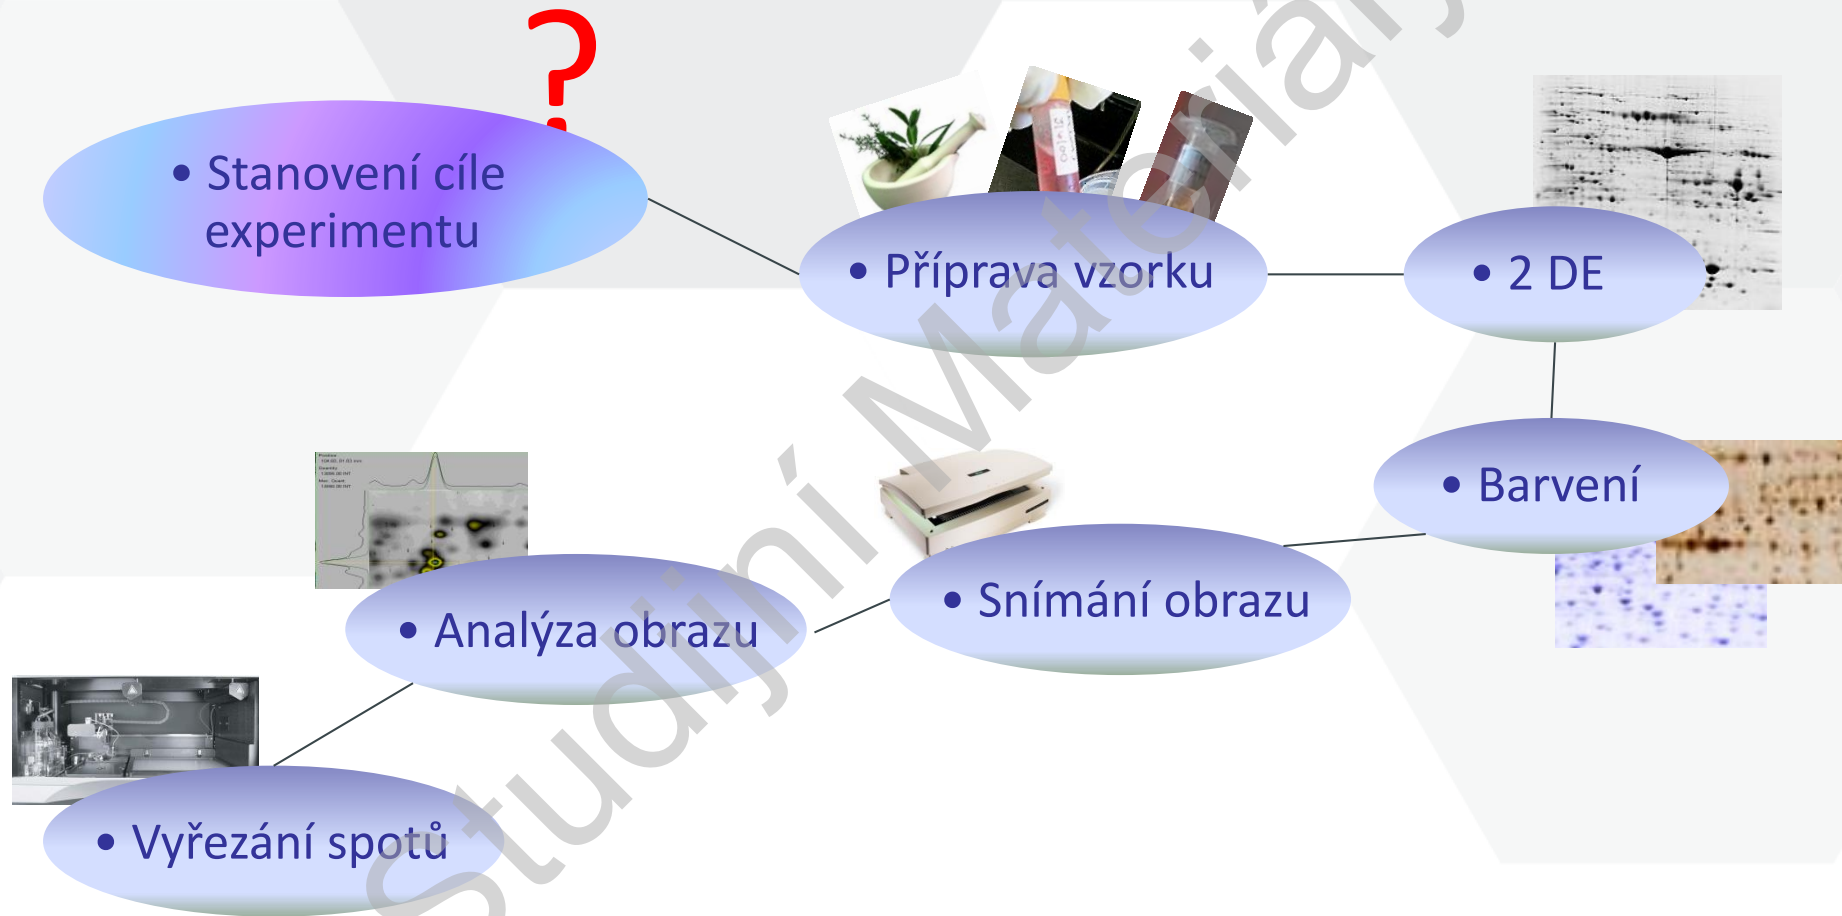 ?
• Stanovení cíle
experimentu
• Příprava vzorku
• 2 DE
• Barvení
• Snímání obrazu
• Analýza obrazu
• Vyřezání spotů
Studijní Materiály